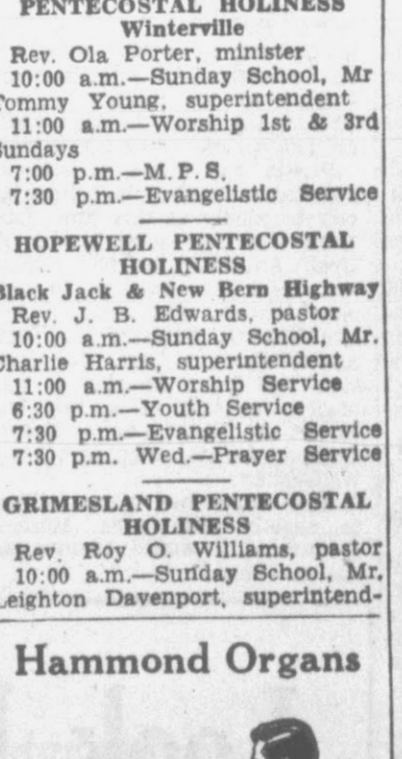 PENTECOSTAL HOLINESS
Winterville
Rev. Ola Porter, minister
10:00 a.m.—Sunday School, Mr
Tommy Young, superintendent
11:00 a.m.—Worship 1st & 3rd
Sundays
7:00 p.m.—M. P. S.
7:30 p.m.—Evangelistic Service
HOPEWELL PENTECOSTAL
HOLINESS
Black Jack & New Bern Highway
Rev. J. B. Edwards, pastor
10:00 a.m.—Sunday School, Mr.
Charlie Harris, superintendent
11:00 a.m.—Worship Service
6:30 p.m.—Youth Service
7:30 p.m.—Evangelistic Service
7:30 p.m. Wed.—Prayer Service
GRIMESLAND PENTECOSTAL
HOLINESS
Rev. Roy O. Williams, pastor
10:00 a.m.—Sunday School, Mr.
Leighton Davenport, superintend-
Hammond Organs